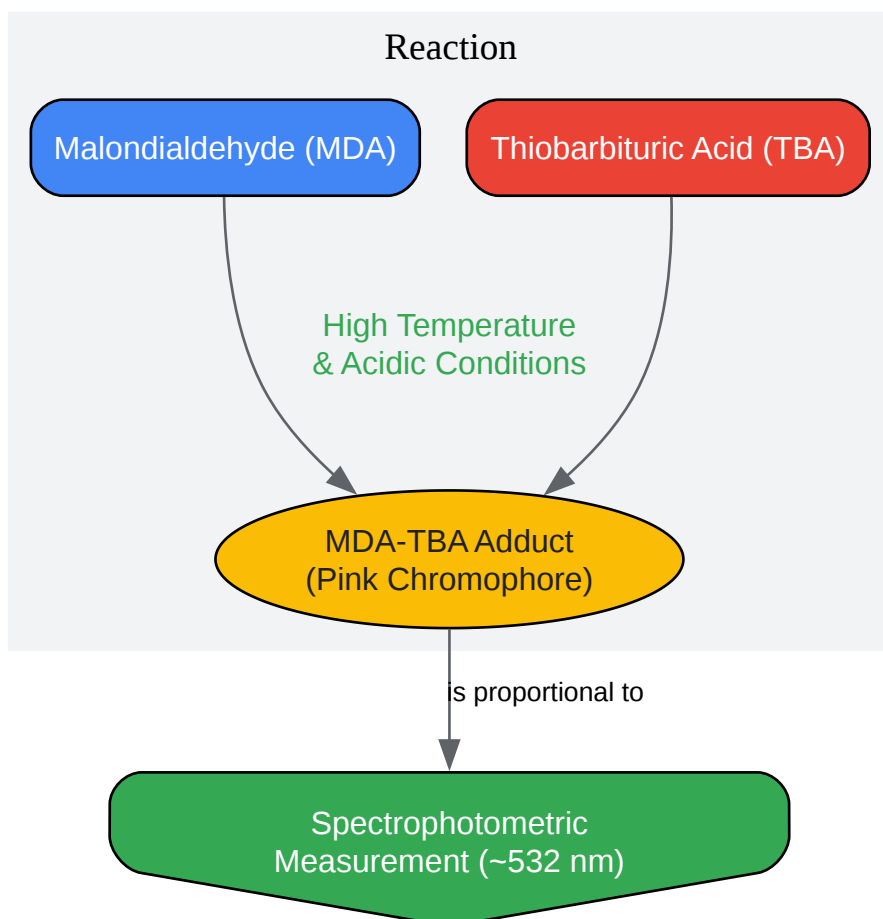 Reaction
Malondialdehyde (MDA)
Thiobarbituric Acid (TBA)
High Temperature
& Acidic Conditions
MDA-TBA Adduct
(Pink Chromophore)
is proportional to
Spectrophotometric
Measurement (~532 nm)